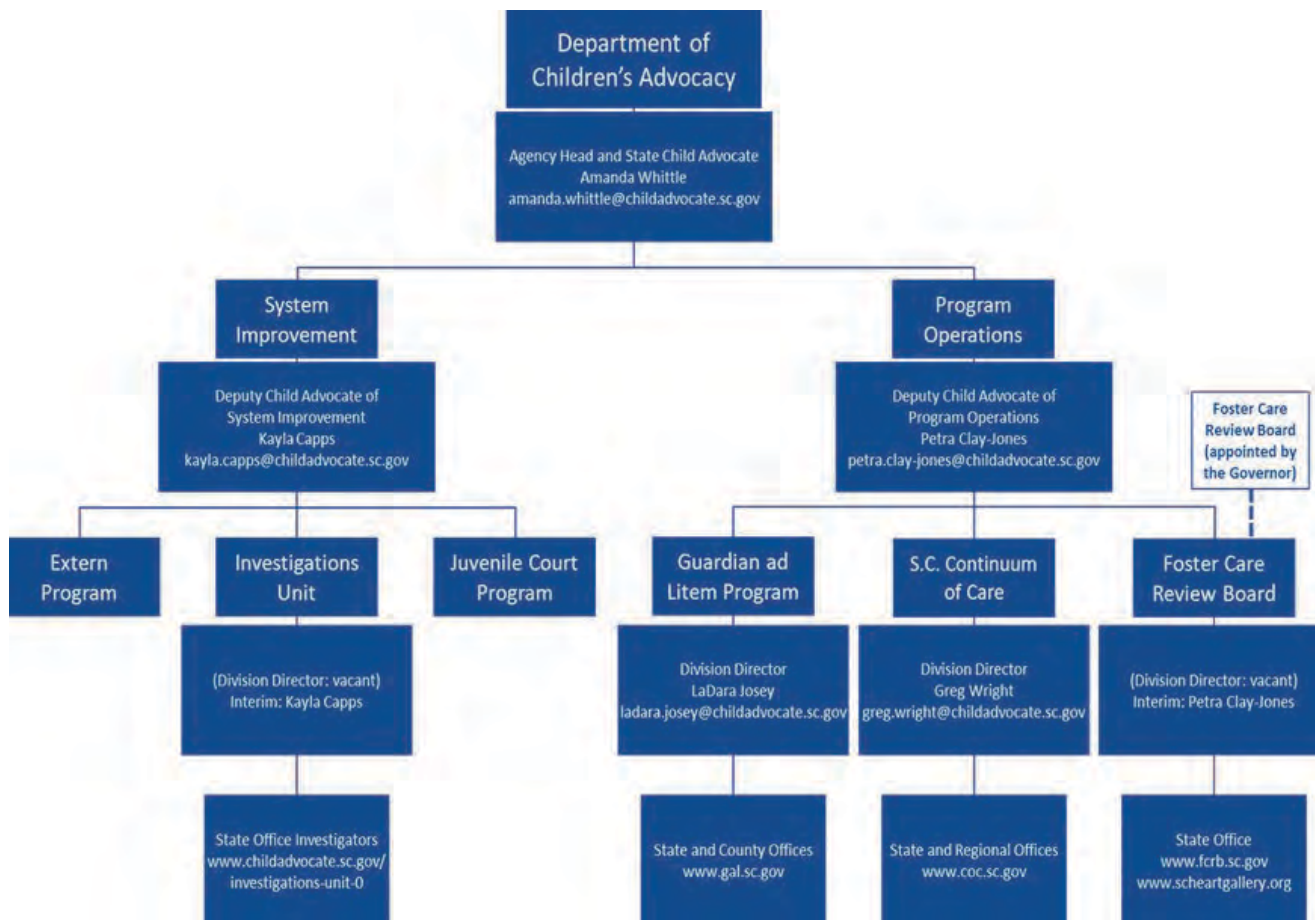 Department of
Children's Advocacy
Agency Head and State Child Advocate
Amanda Whittle
amanda.whittle@childadvocate.sc.gov
System
Improvement
Deputy Child Advocate of
System Improvement
Kayla Capps
kayla.capps@childadvocate.sc.gov
Program
Operations
Deputy Child Advocate of
Program Operations
Petra Clay-Jones
petra.clay-jones@childadvocate.sc.gov
Foster Care
Review Board
(appointed by
the Governor)
Extern
Program
Investigations
Unit
(Division Director: vacant)
Interim: Kayla Capps
State Office Investigators
www.childadvocate.sc.gov/
investigations-unit-0
Juvenile Court
Program
Guardian ad
Litem Program
Division Director
LaDara Josey
ladara.josey@childadvocate.sc.gov
State and County Offices
www.gal.sc.gov
S.C. Continuum
of Care
Division Director
Greg Wright
greg.wright@childadvocate.sc.gov
State and Regional Offices
www.coc.sc.gov
Foster Care
Review Board
(Division Director: vacant)
Interim: Petra Clay-Jones
State Office
www.fcrb.sc.gov
www.scheartgallery.org